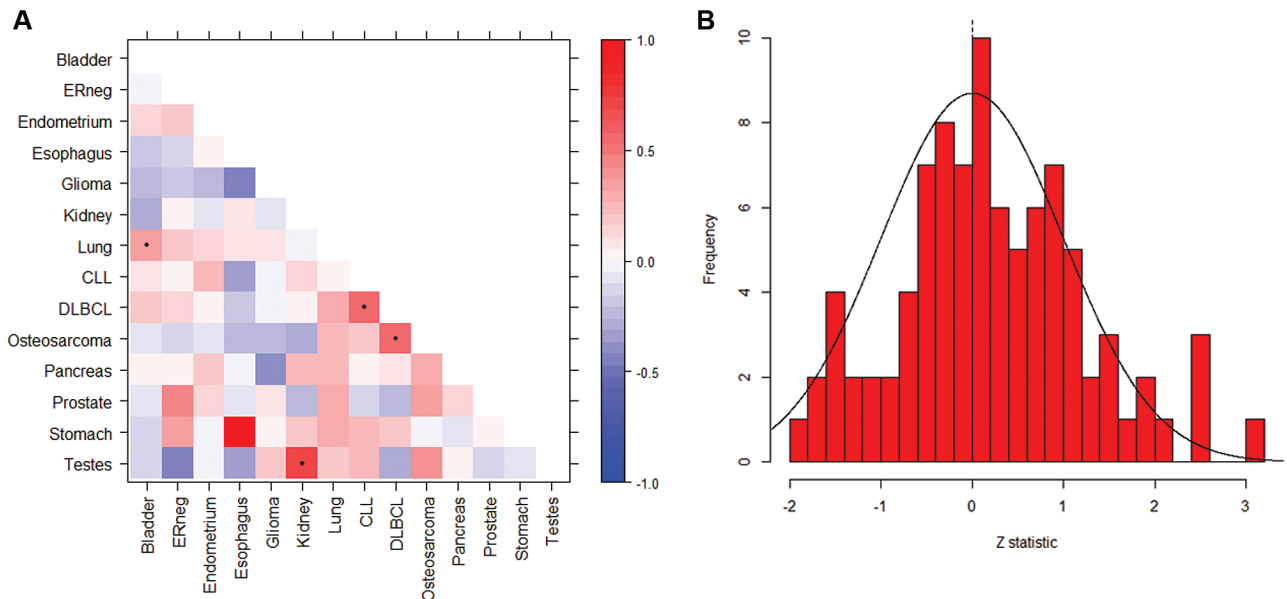 A
Bladder
ERneg
Endometrium
Esophagus
Glioma
Kidney
Lung
CLL
DLBCL
Osteosarcoma
Pancreas
Prostate
Stomach
Testes
Bladder
ERneg
Endometrium
Esophagus
Glioma
Kidney
Lung
CLL
DLBCL
Osteosarcoma
Pancreas
Prostate
Stomach
Testes
1.0
0.5
0.0
-0.5
-1.0
B
Frequency
10
8
6
4
2
0
-2
-1
0
1
2
3
Z statistic